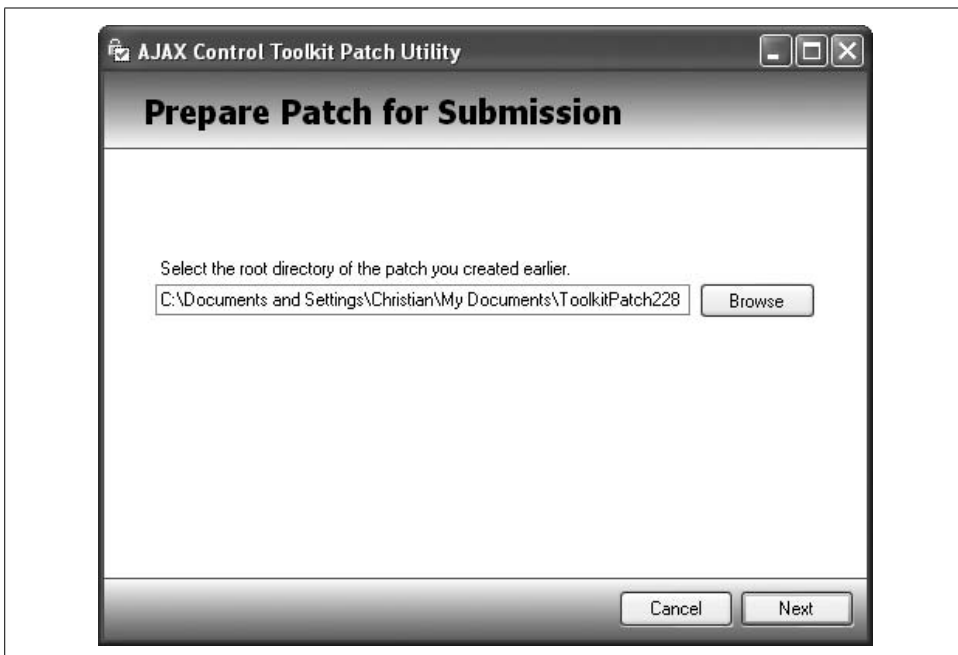 AJAX Control Toolkit Patch Utility
Prepare Patch for Submission
Select the root directory of the patch you created earlier.
C:\Documents and Settings\Christian\My Documents\ToolkitPatch228
Browse
Cancel
Next